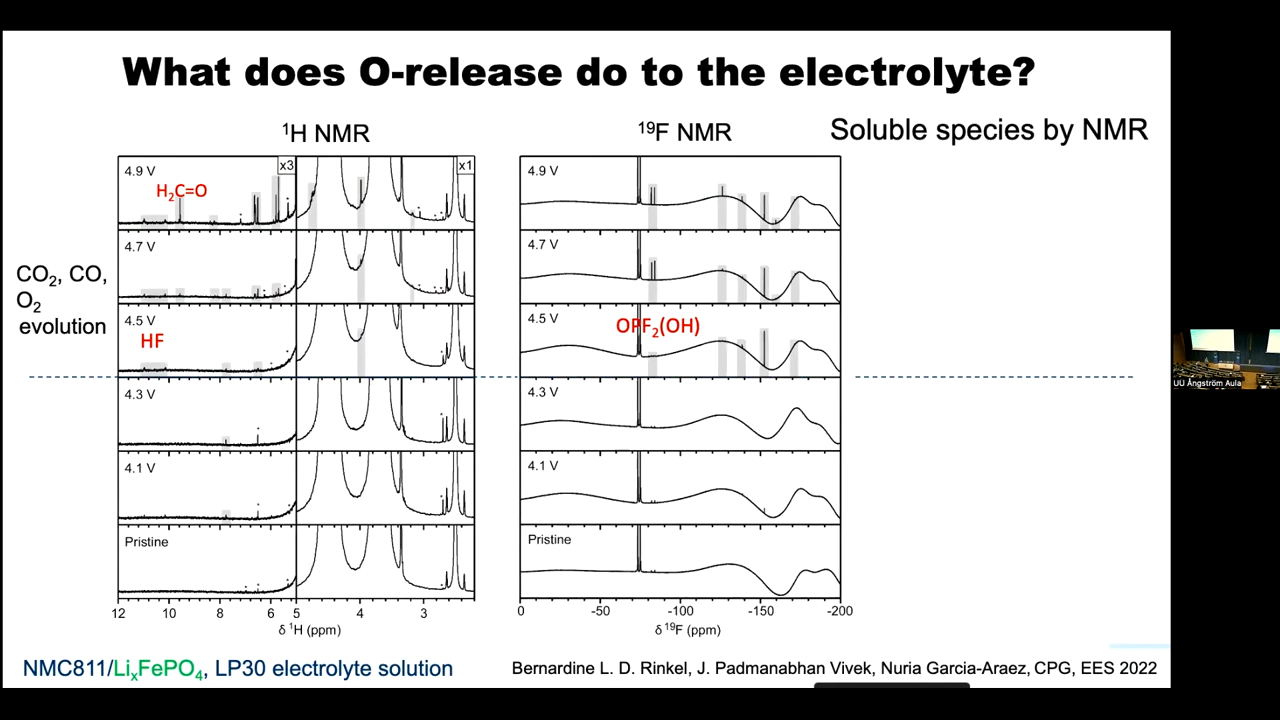 What does O-release do to the electrolyte?
¹H NMR
¹⁹F NMR
Soluble species by NMR
4.9 V
x3
x1
H₂C=O
4.7 V
4.5 V
HF
4.3 V
4.1 V
Pristine
12 10 8 6 5 4 3
δ ¹H (ppm)
CO₂, CO,
O₂
evolution
4.9 V
4.7 V
4.5 V
OPF₂(OH)
4.3 V
4.1 V
Pristine
0 -50 -100 -150 -200
δ ¹⁹F (ppm)
UU Ångström Aula
NMC811/LiₓFePO₄, LP30 electrolyte solution
Bernardine L. D. Rinkel, J. Padmanabhan Vivek, Nuria Garcia-Araez, CPG, EES 2022